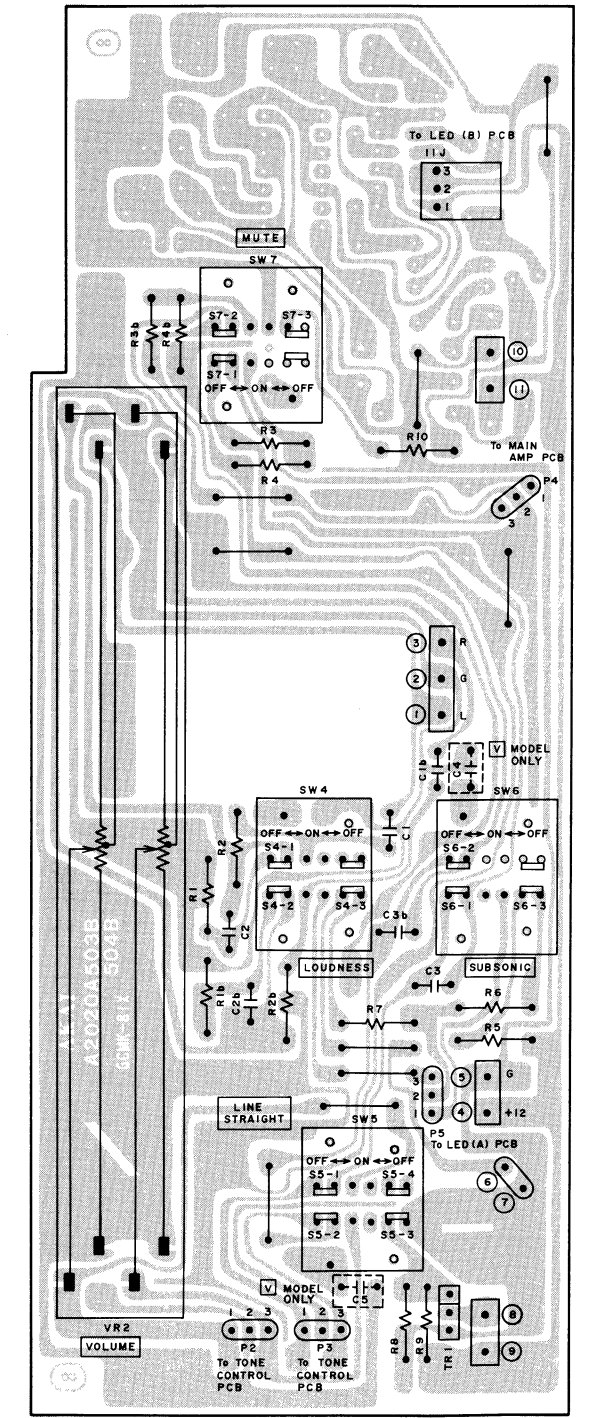 8
To LED (B) PCB
11J
3
2
1
MUTE
SW7
R3b
R4b
S7-2
S7-3
S7-1
OFF ↔ ON ↔ OFF
10
11
R3
R4
R10
To MAIN
AMP PCB
P4
1
2
3
3 R
2 G
1 L
V MODEL
ONLY
C1b
C4
SW4
SW6
OFF ↔ ON ↔ OFF
OFF ↔ ON ↔ OFF
R2
S4-1
C1
S6-2
R1
S4-2
S4-3
S6-1
S6-3
C2
C3b
LOUDNESS
SUBSONIC
C3
R1b
C2b
R2b
R7
R6
R5
A2020A503B
504B
3
2
1
5 G
4 +12
P5
To LED(A) PCB
LINE
STRAIGHT
SW5
OFF ↔ ON ↔ OFF
S5-1
S5-4
S5-2
S5-3
6
7
V MODEL
ONLY
C5
1 2 3
1 2 3
P2
P3
To TONE
CONTROL
PCB
To TONE
CONTROL
PCB
R8
R9
TR1
8
9
VR2
VOLUME
8